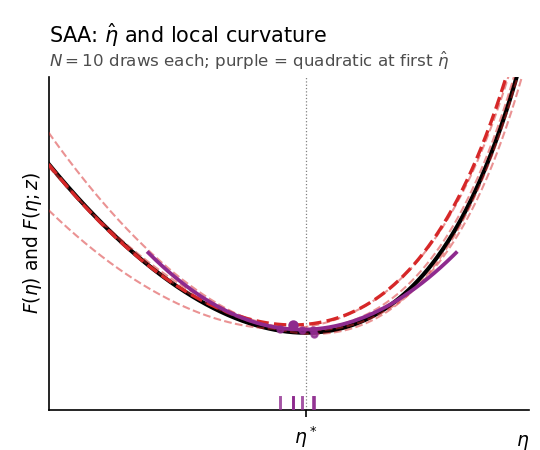 SAA: η̂ and local curvature
N = 10 draws each; purple = quadratic at first η̂
F(η) and F(η; z)
η*
η